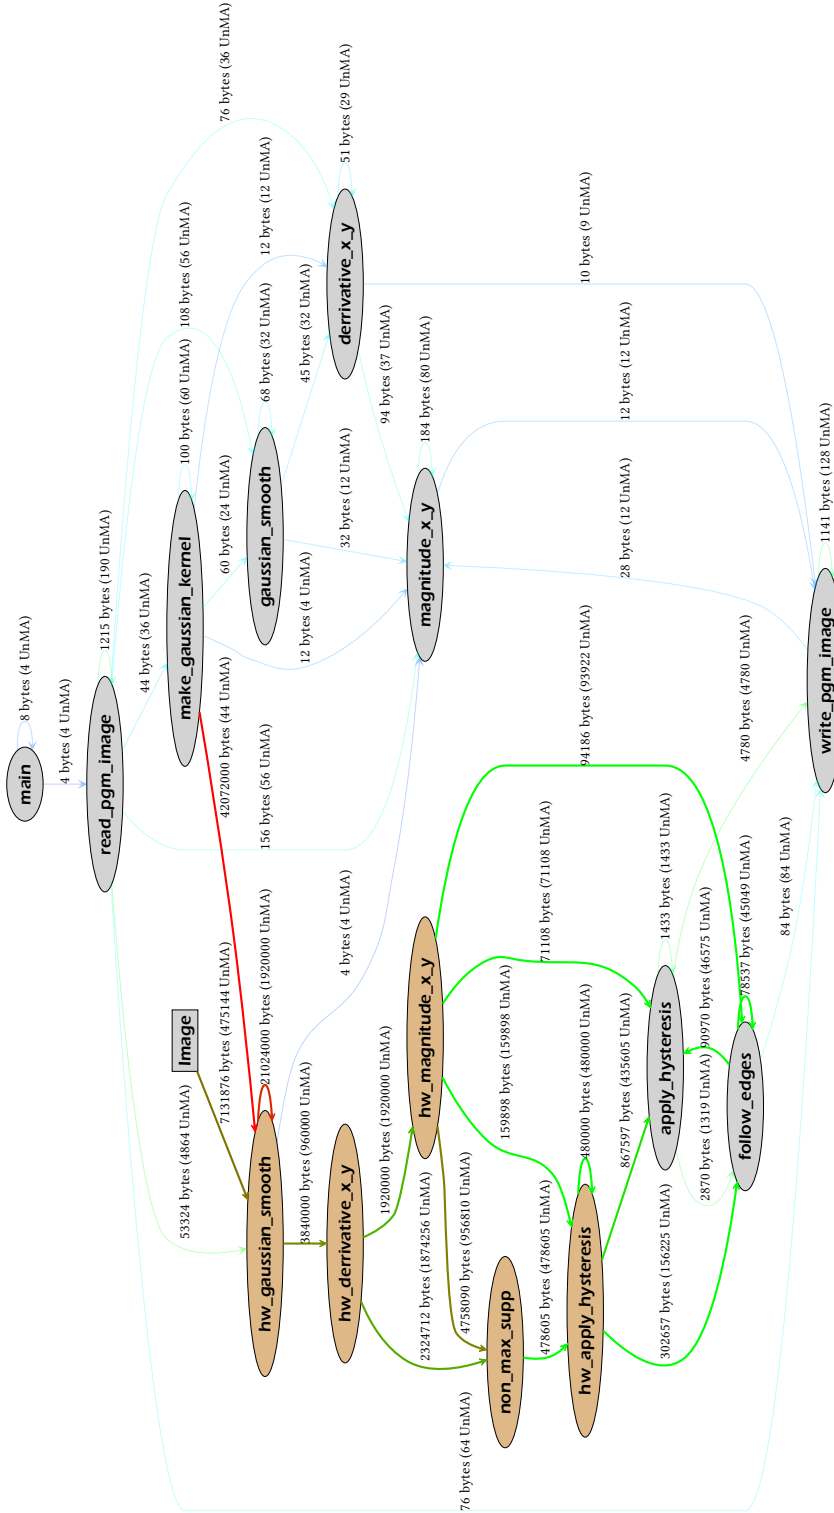 main
8 bytes (4 UnMA)
4 bytes (4 UnMA)
read_pgm_image
1215 bytes (190 UnMA)
44 bytes (36 UnMA)
make_gaussian_kernel
100 bytes (60 UnMA)
108 bytes (56 UnMA)
76 bytes (36 UnMA)
53324 bytes (4864 UnMA)
Image
7131876 bytes (475144 UnMA)
42072000 bytes (44 UnMA)
60 bytes (24 UnMA)
hw_gaussian_smooth
21024000 bytes (1920000 UnMA)
156 bytes (56 UnMA)
gaussian_smooth
68 bytes (32 UnMA)
12 bytes (12 UnMA)
3840000 bytes (960000 UnMA)
12 bytes (4 UnMA)
45 bytes (32 UnMA)
hw_derrivative_x_y
4 bytes (4 UnMA)
32 bytes (12 UnMA)
derrivative_x_y
51 bytes (29 UnMA)
1920000 bytes (1920000 UnMA)
94 bytes (37 UnMA)
2324712 bytes (1874256 UnMA)
hw_magnitude_x_y
magnitude_x_y
184 bytes (80 UnMA)
76 bytes (64 UnMA)
4758090 bytes (956810 UnMA)
non_max_supp
159898 bytes (159898 UnMA)
478605 bytes (478605 UnMA)
71108 bytes (71108 UnMA)
hw_apply_hysteresis
480000 bytes (480000 UnMA)
94186 bytes (93922 UnMA)
10 bytes (9 UnMA)
867597 bytes (435605 UnMA)
28 bytes (12 UnMA)
12 bytes (12 UnMA)
302657 bytes (156225 UnMA)
apply_hysteresis
1433 bytes (1433 UnMA)
2870 bytes (1319 UnMA)
90970 bytes (46575 UnMA)
4780 bytes (4780 UnMA)
follow_edges
78537 bytes (45049 UnMA)
84 bytes (84 UnMA)
write_pgm_image
1141 bytes (128 UnMA)